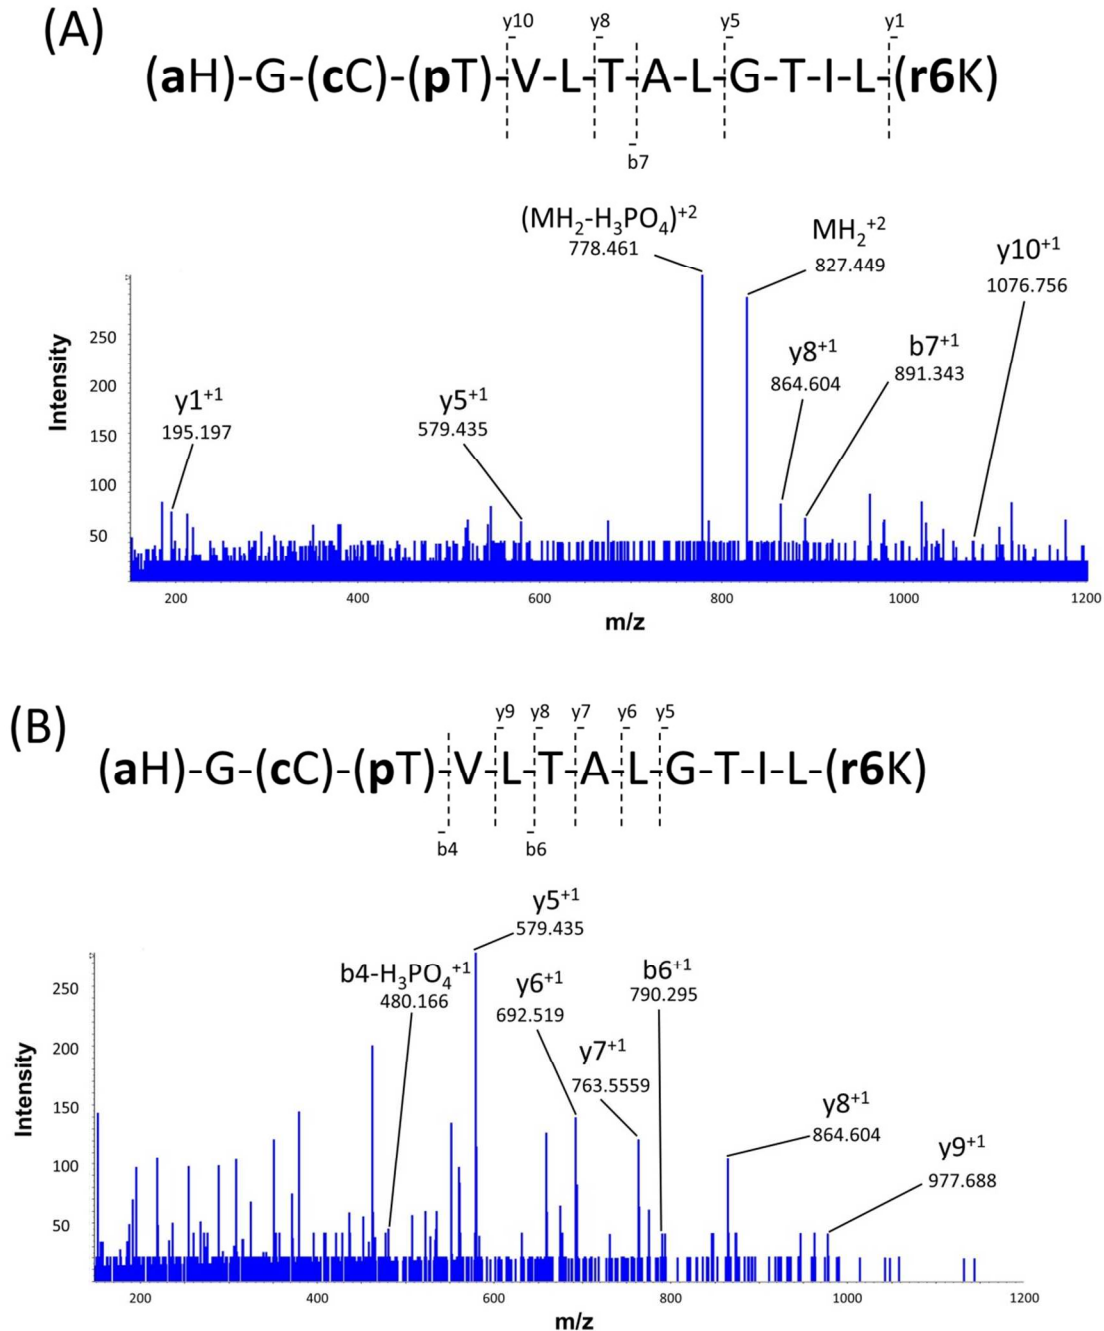 (A)
y10 y8 y5 y1
(aH)-G-(cC)-(pT)-V-L-T-A-L-G-T-I-L-(r6K)
b7
(MH2-H3PO4)+2
778.461
MH2+2
827.449
y10+1
1076.756
y8+1
864.604
b7+1
891.343
y1+1
195.197
y5+1
579.435
Intensity
250
200
150
100
50
200 400 600 800 1000 1200
m/z
(B)
y9 y8 y7 y6 y5
(aH)-G-(cC)-(pT)-V-L-T-A-L-G-T-I-L-(r6K)
b4 b6
y5+1
579.435
b4-H3PO4+1
480.166
y6+1
692.519
b6+1
790.295
y7+1
763.5559
y8+1
864.604
y9+1
977.688
Intensity
250
200
150
100
50
200 400 600 800 1000 1200
m/z